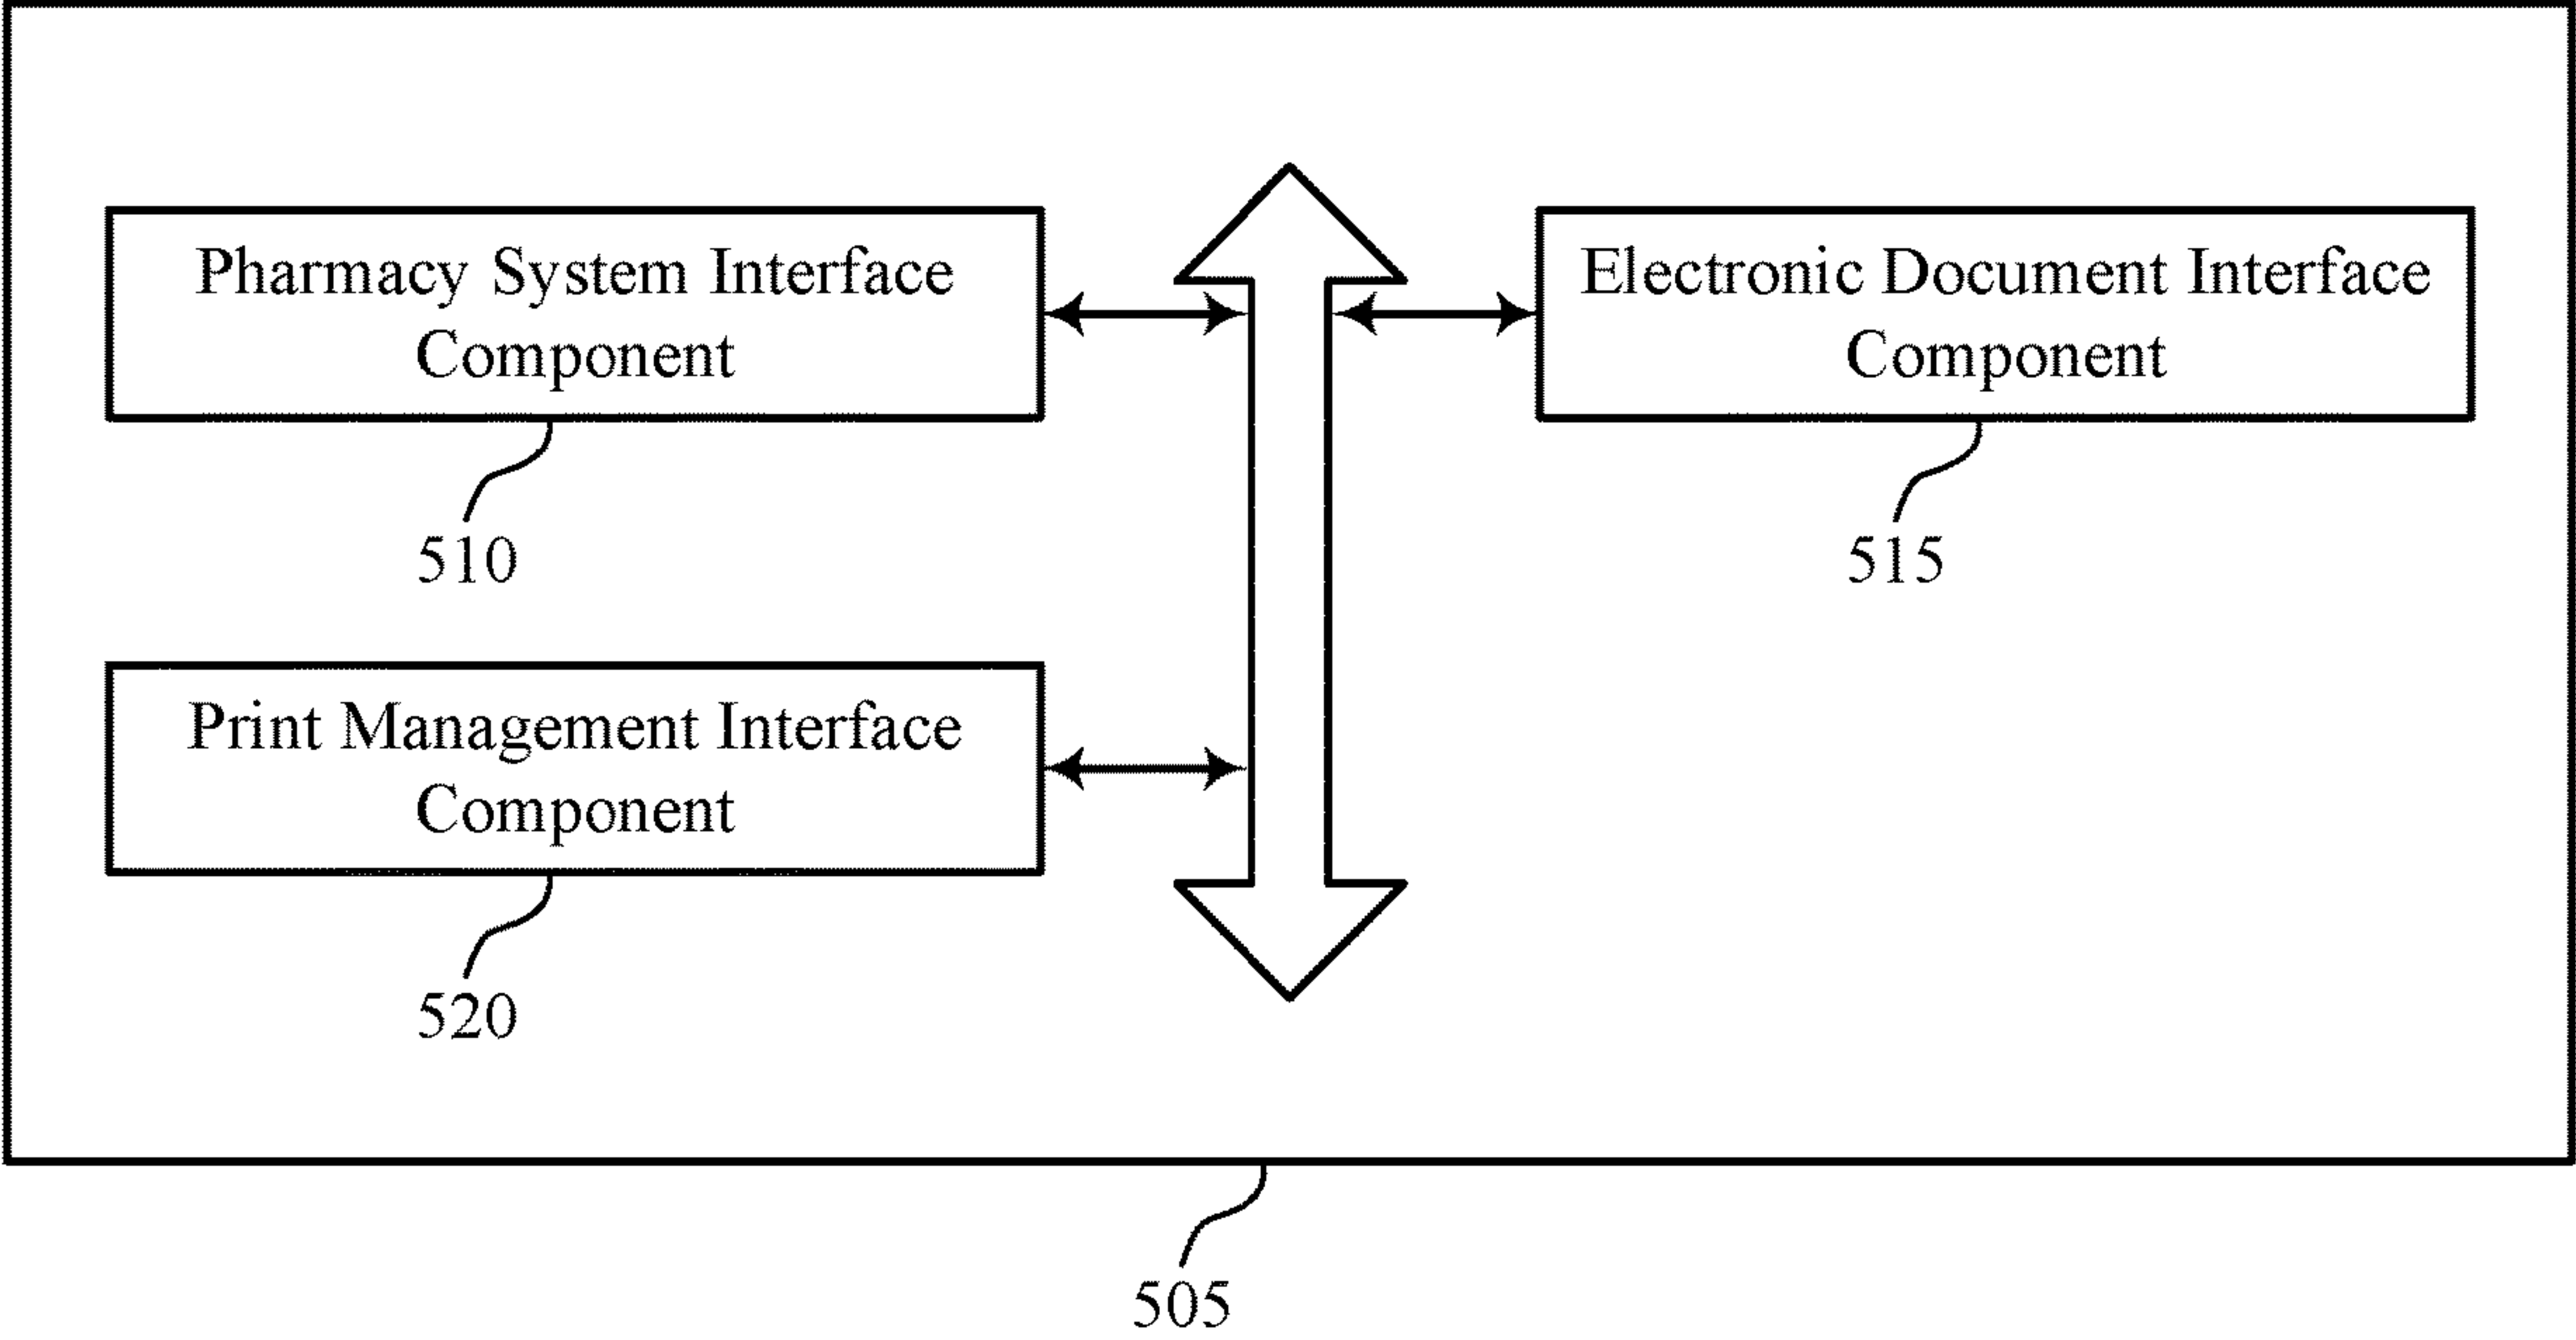 Pharmacy System Interface
Component
510
Electronic Document Interface
Component
515
Print Management Interface
Component
520
505